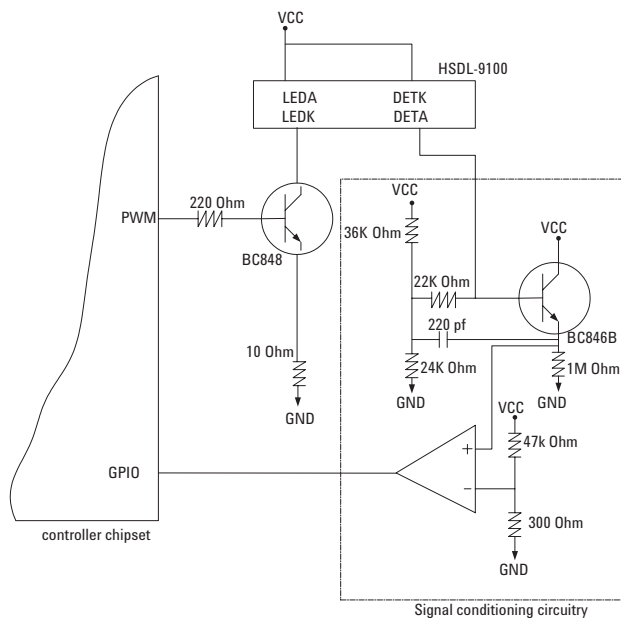 VCC
HSDL-9100
LEDA DETK
LEDK DETA
VCC
36K Ohm
VCC
220 Ohm
PWM
BC848
22K Ohm
220 pf
BC846B
10 Ohm
24K Ohm
1M Ohm
GND
GND
GND
VCC
47k Ohm
+
–
GPIO
300 Ohm
GND
controller chipset
Signal conditioning circuitry